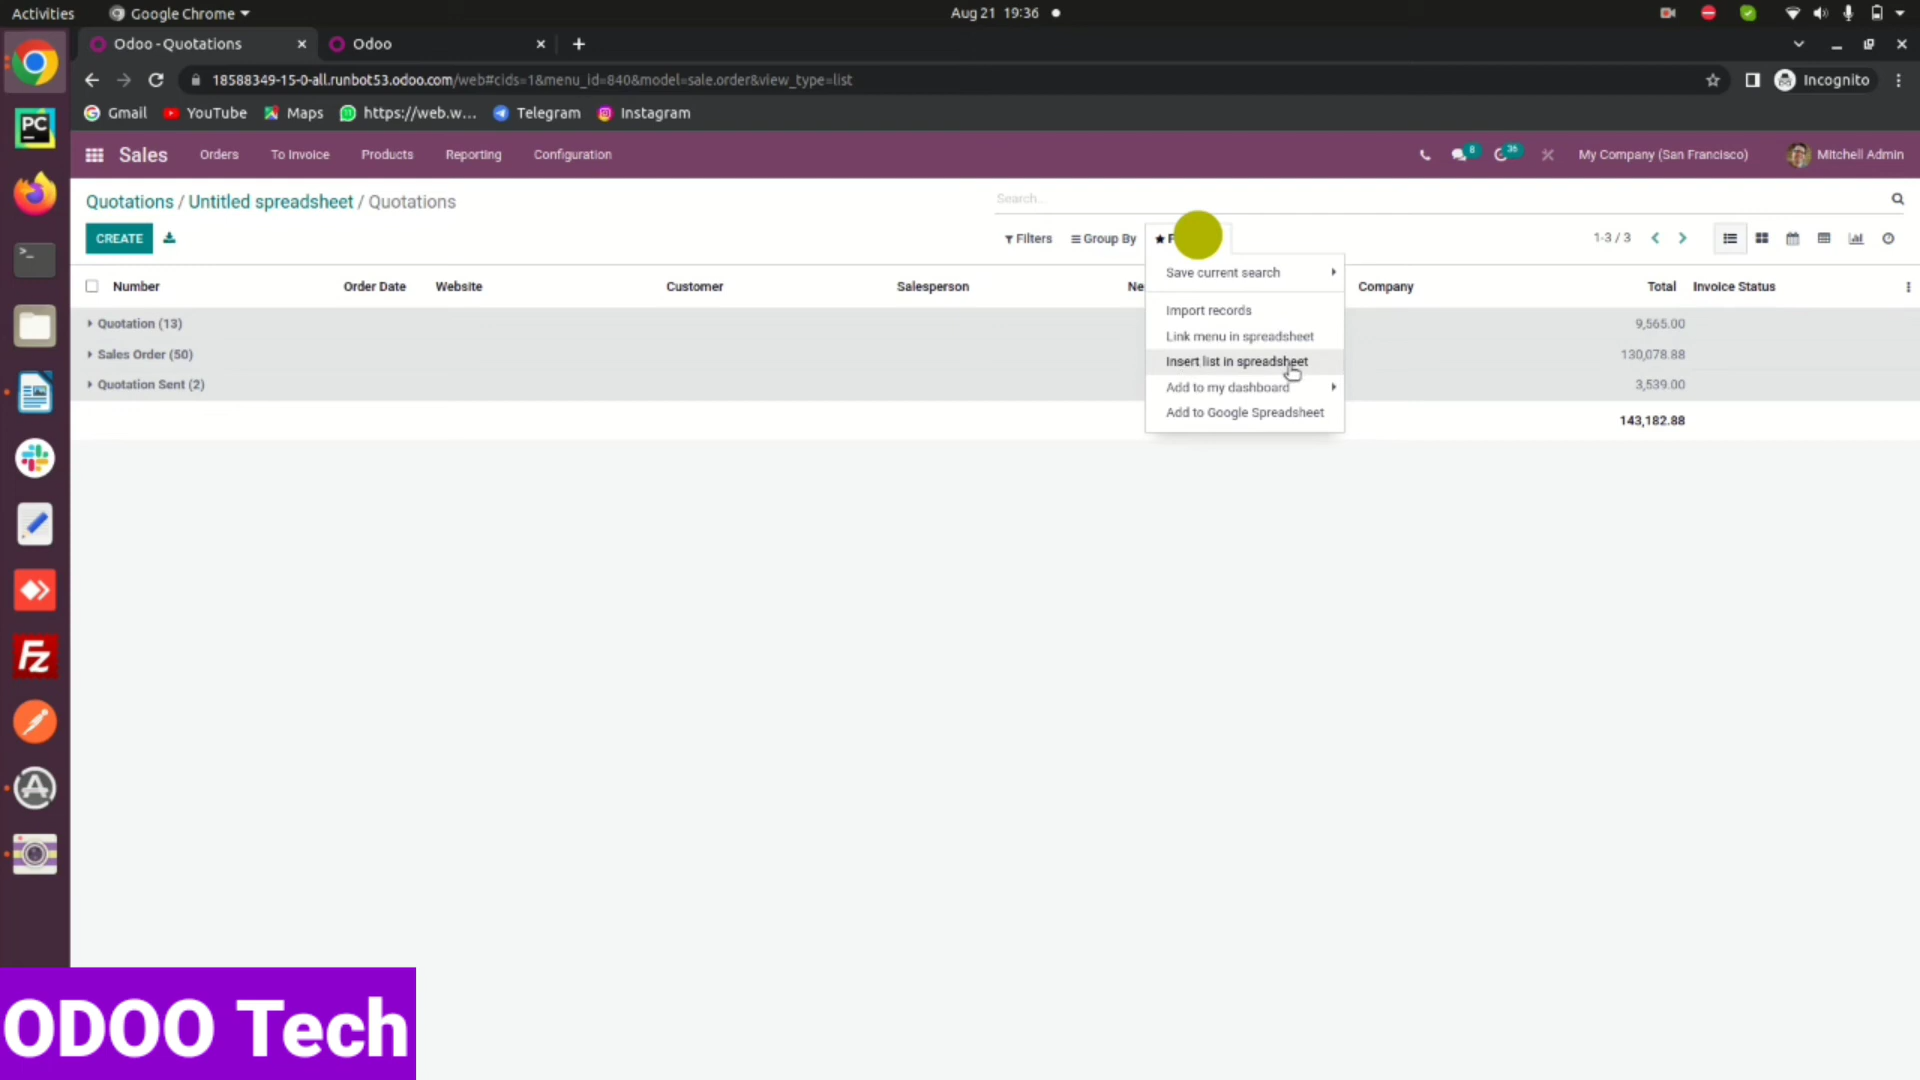 Activities Google Chrome Aug 21 19:36
Odoo - Quotations Odoo
18588349-15-0-all.runbot53.odoo.com/web#cids=1&menu_id=840&model=sale.order&view_type=list Incognito
Gmail YouTube Maps https://web.w... Telegram Instagram
Sales Orders To Invoice Products Reporting Configuration 8 36 My Company (San Francisco) Mitchell Admin
Quotations / Untitled spreadsheet / Quotations Search...
CREATE Filters Group By 1-3 / 3
Save current search
Number Order Date Website Customer Salesperson Company Total Invoice Status
Import records
Quotation (13) 9,565.00
Link menu in spreadsheet
Sales Order (50) 130,078.88
Insert list in spreadsheet
Quotation Sent (2) 3,539.00
Add to my dashboard
Add to Google Spreadsheet
143,182.88
PC
FZ
ODOO Tech